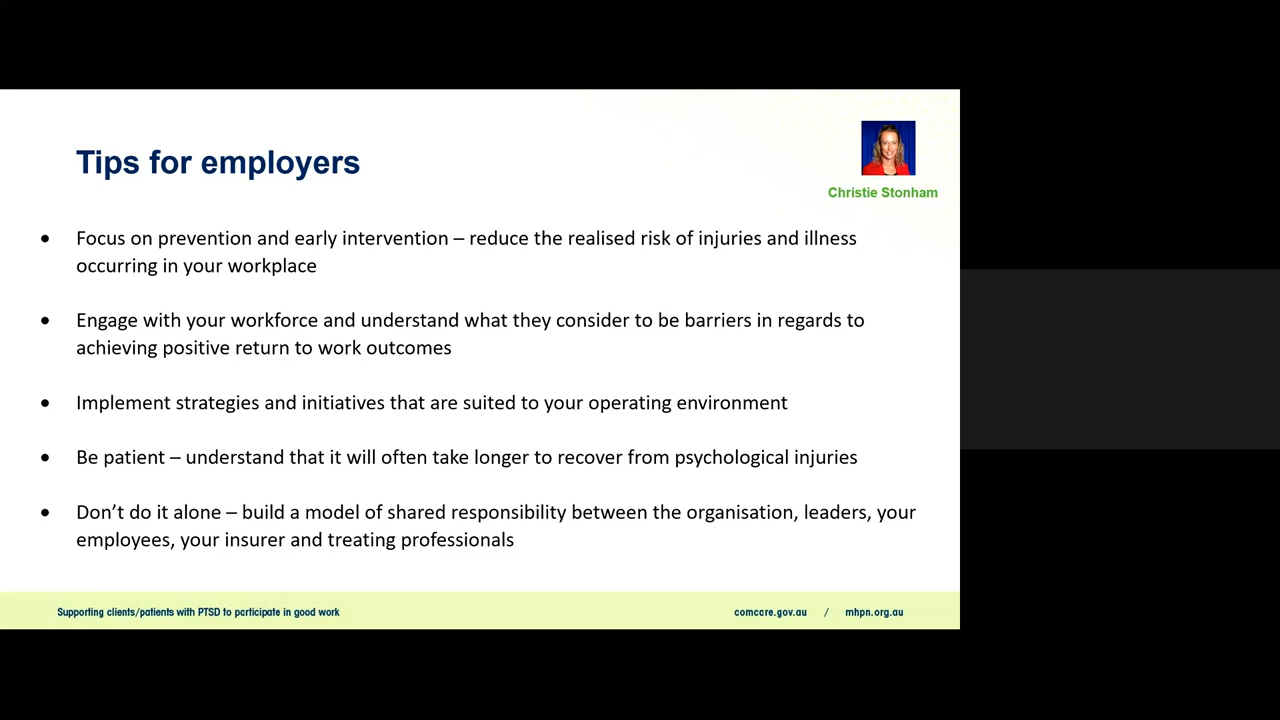 Tips for employers
Christie Stonham
• Focus on prevention and early intervention – reduce the realised risk of injuries and illness
occurring in your workplace
• Engage with your workforce and understand what they consider to be barriers in regards to
achieving positive return to work outcomes
• Implement strategies and initiatives that are suited to your operating environment
• Be patient – understand that it will often take longer to recover from psychological injuries
• Don’t do it alone – build a model of shared responsibility between the organisation, leaders, your
employees, your insurer and treating professionals
Supporting clients/patients with PTSD to participate in good work
comcare.gov.au / mhpn.org.au